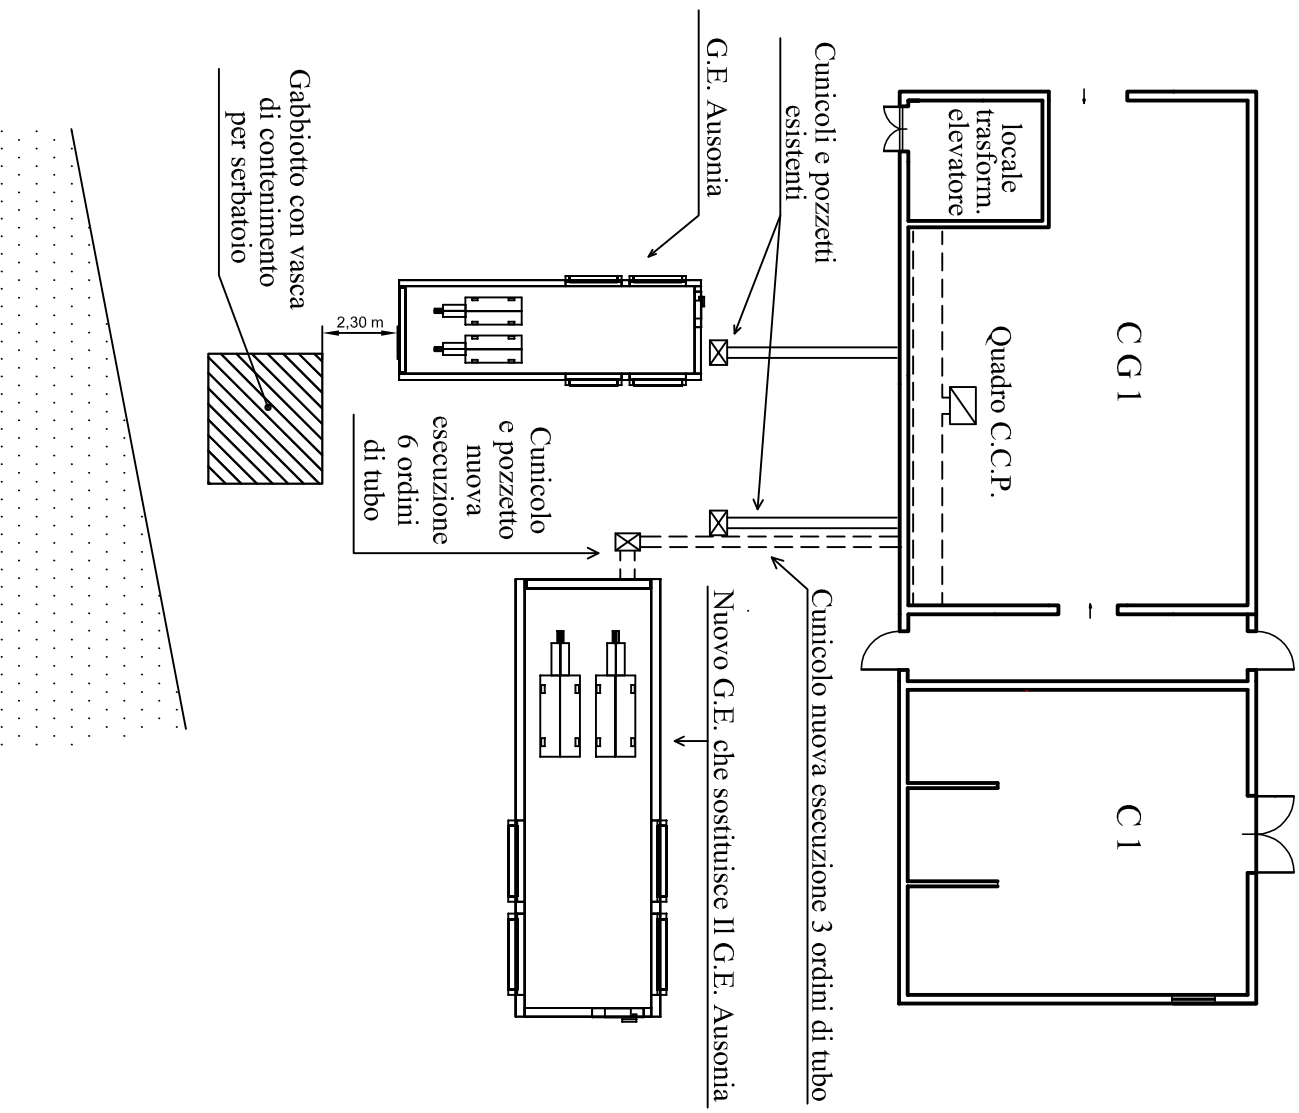 locale
trasform.
elevatore
C G 1
Quadro C.C.P.
C 1
Cunicoli e pozzetti
esistenti
G.E. Ausonia
Cunicolo nuova esecuzione 3 ordini di tubo
Nuovo G.E. che sostituisce Il G.E. Ausonia
Cunicolo
e pozzetto
nuova
esecuzione
6 ordini
di tubo
2,30 m
Gabbiotto con vasca
di contenimento
per serbatoio